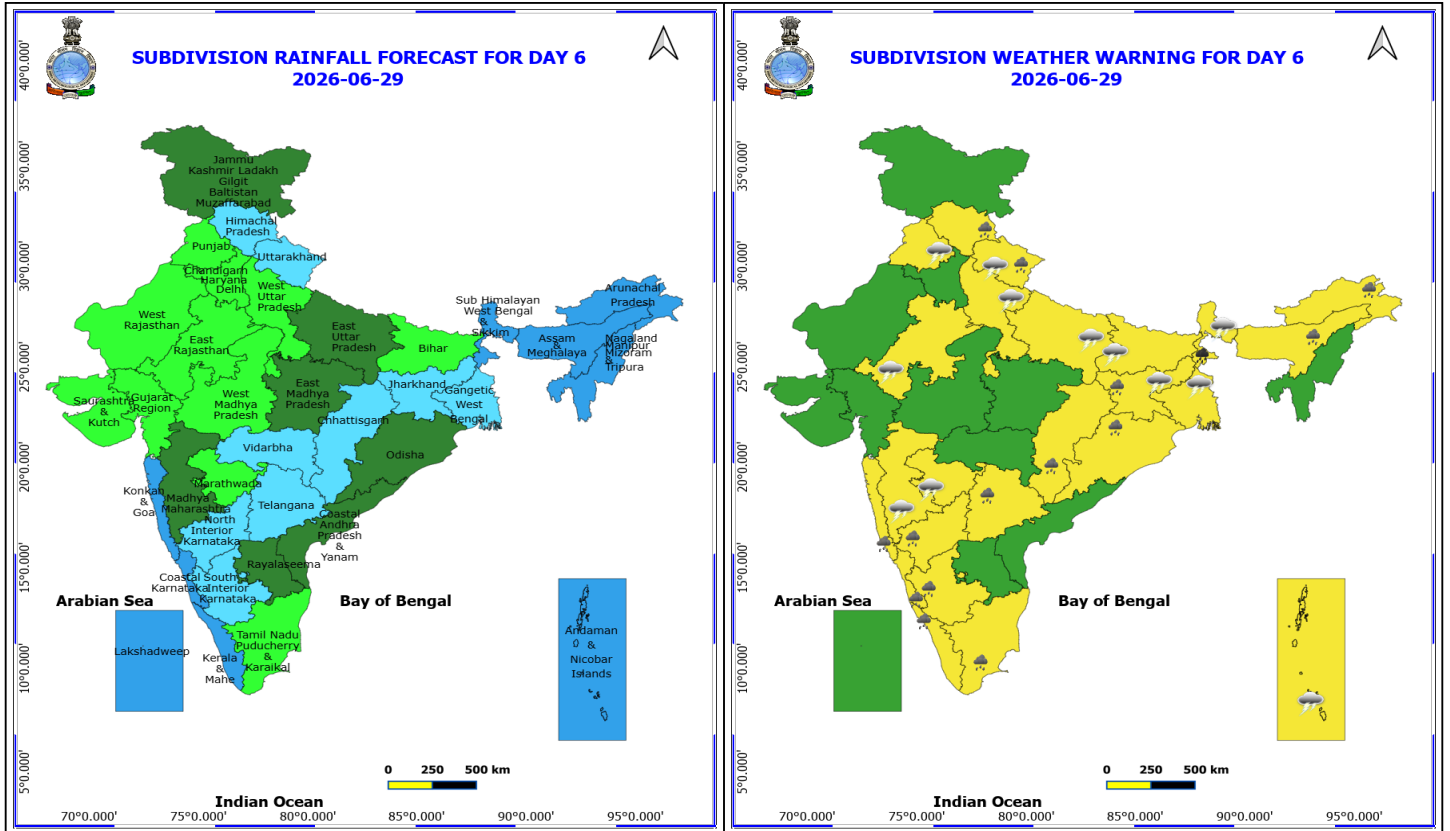 SUBDIVISION RAINFALL FORECAST FOR DAY 6
2026-06-29
40°0.000'
35°0.000'
30°0.000'
25°0.000'
20°0.000'
15°0.000'
10°0.000'
5°0.000'
Jammu
Kashmir Ladakh
Gilgit
Baltistan
Muzaffarabad
Himachal
Pradesh
Punjab
Uttarakhand
Chandigarh
Haryana
Delhi
West
Uttar
Pradesh
Arunachal
Pradesh
Sub Himalayan
West Bengal
&
Sikkim
West
Rajasthan
East
Uttar
Pradesh
East
Rajasthan
Bihar
Assam
&
Meghalaya
Nagaland
Manipur
Mizoram
&
Tripura
Jharkhand
Gangetic
West
Bengal
East
Madhya
Pradesh
Saurashtra
&
Kutch
Gujarat
Region
West
Madhya
Pradesh
Chhattisgarh
Vidarbha
Odisha
Konkan
&
Goa
Marathwada
Madhya
Maharashtra
Telangana
North
Interior
Karnataka
Coastal
Andhra
Pradesh
&
Yanam
Rayalaseema
Coastal
Karnataka
South
Interior
Karnataka
Arabian Sea
Bay of Bengal
Lakshadweep
Tamil Nadu
Puducherry
&
Karaikal
Kerala
&
Mahe
Andaman
&
Nicobar
Islands
0 250 500 km
Indian Ocean
70°0.000' 75°0.000' 80°0.000' 85°0.000' 90°0.000' 95°0.000'
SUBDIVISION WEATHER WARNING FOR DAY 6
2026-06-29
40°0.000'
35°0.000'
30°0.000'
25°0.000'
20°0.000'
15°0.000'
10°0.000'
5°0.000'
Arabian Sea
Bay of Bengal
0 250 500 km
Indian Ocean
70°0.000' 75°0.000' 80°0.000' 85°0.000' 90°0.000' 95°0.000'